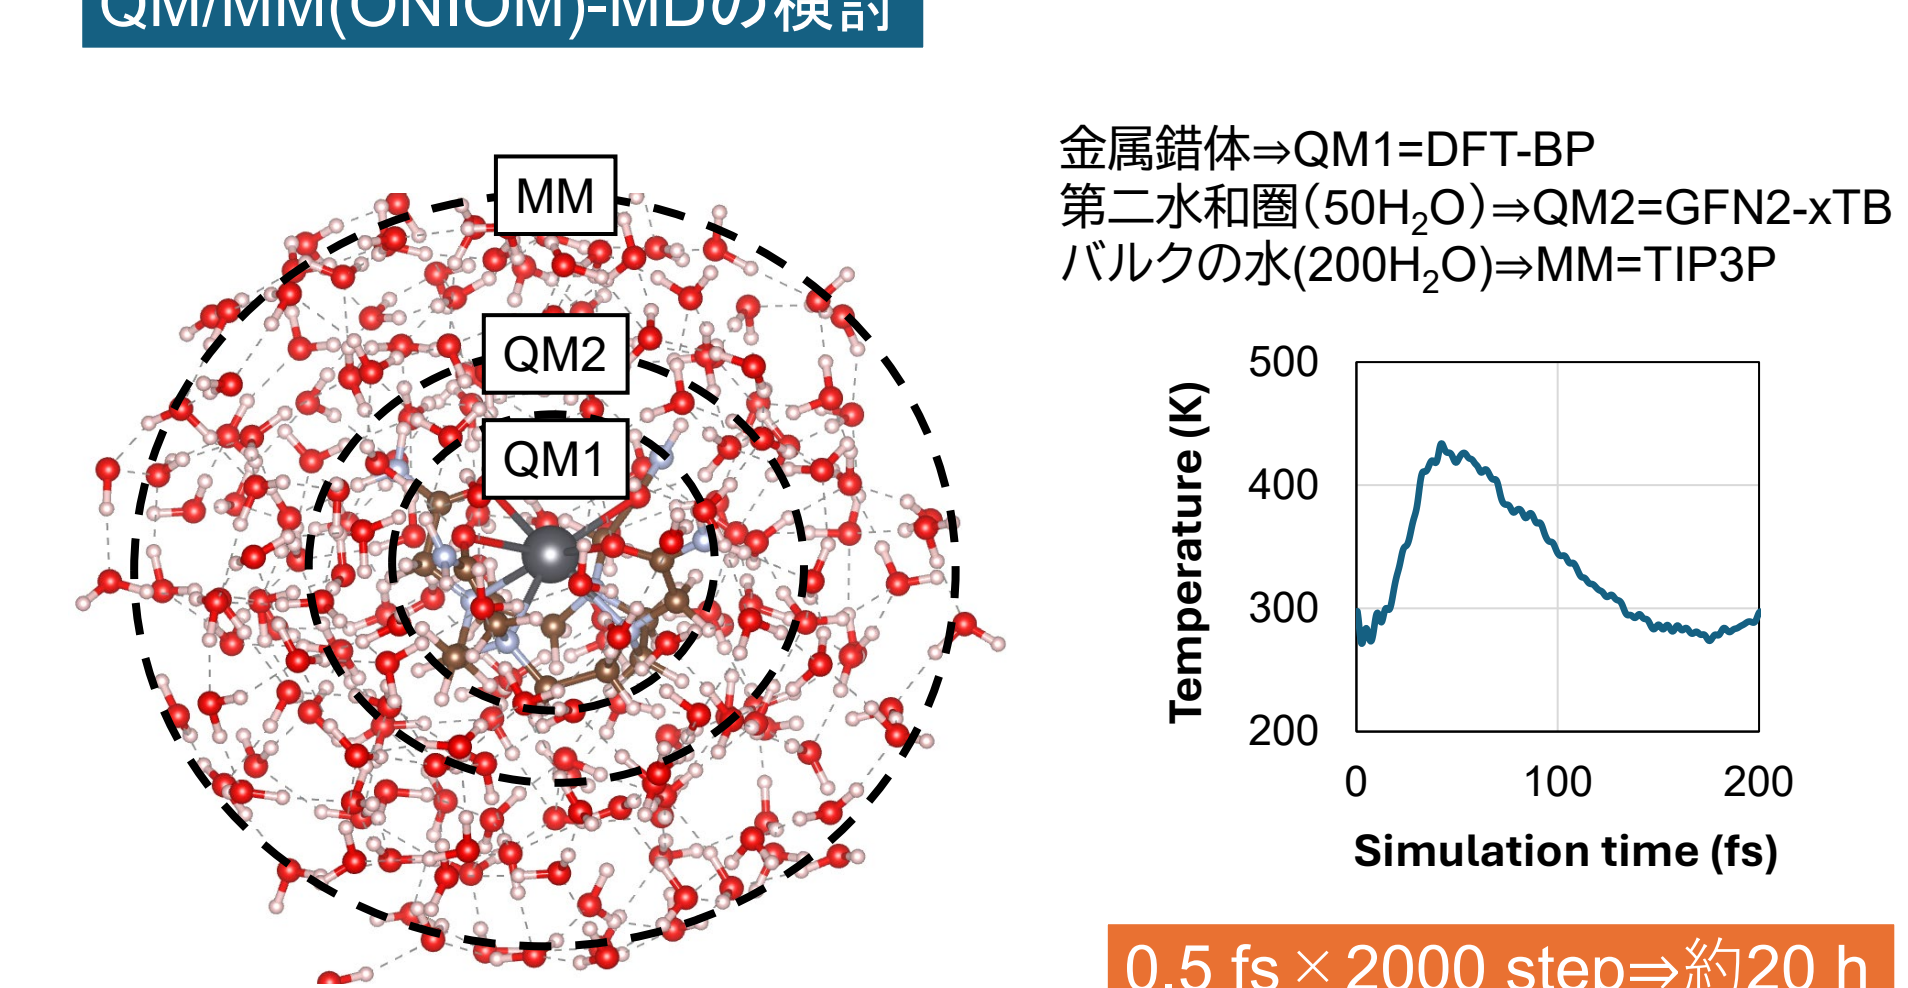 QM/MM(ONIOM)-MDの検討
MM
QM2
QM1
金属錯体⇒QM1=DFT-BP
第二水和圏（50H₂O）⇒QM2=GFN2-xTB
バルクの水(200H₂O)⇒MM=TIP3P
500
400
300
200
Temperature (K)
0 100 200
Simulation time (fs)
0.5 fs×2000 step⇒約20 h